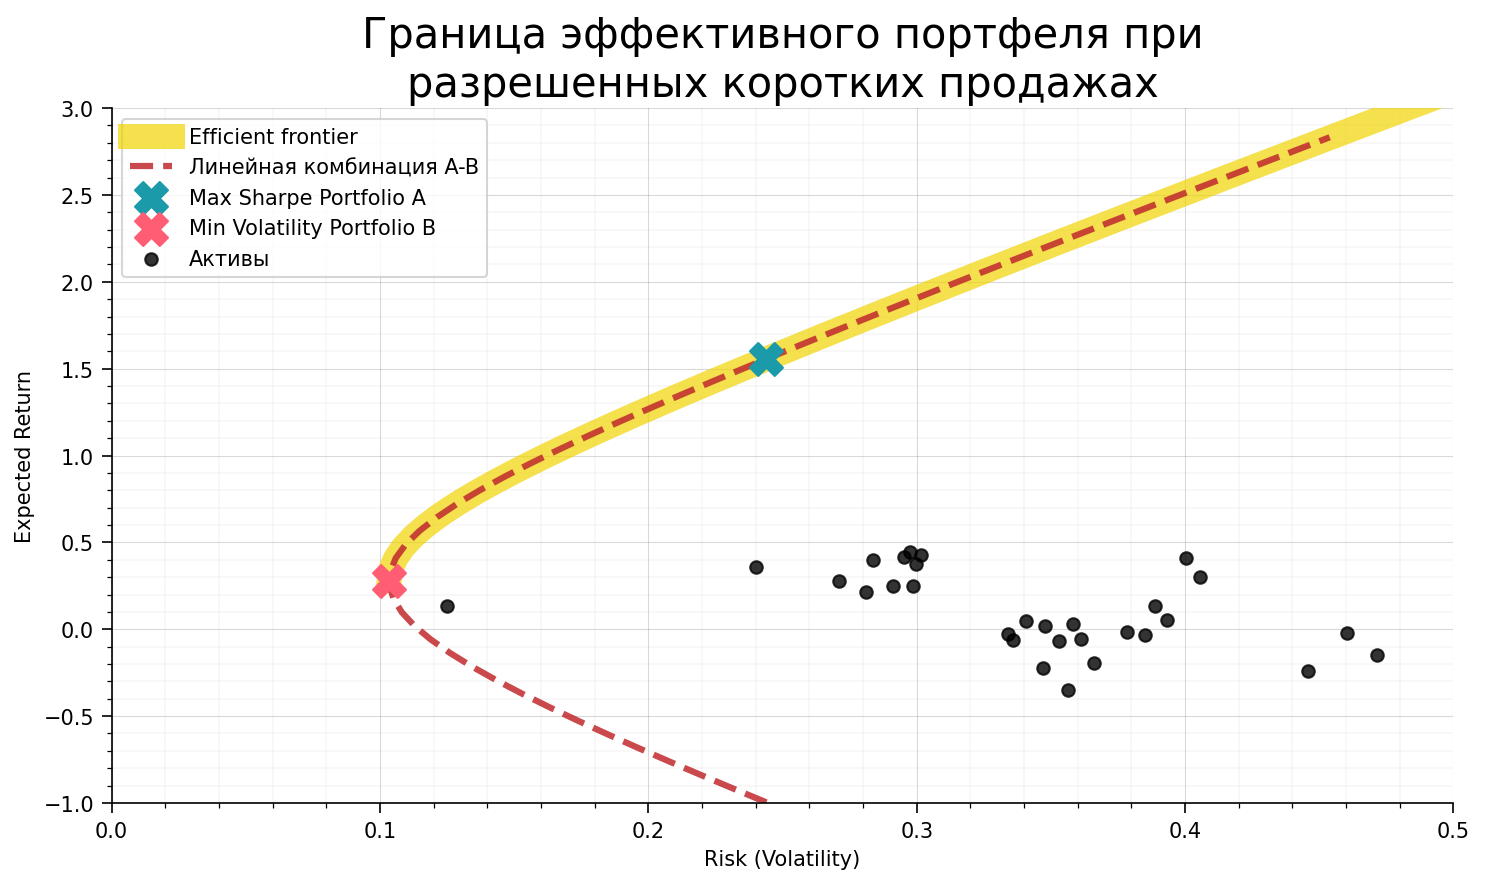 Граница эффективного портфеля при
разрешенных коротких продажах
Efficient frontier
Линейная комбинация A-B
Max Sharpe Portfolio A
Min Volatility Portfolio B
Активы
Expected Return
3.0
2.5
2.0
1.5
1.0
0.5
0.0
−0.5
−1.0
0.0 0.1 0.2 0.3 0.4 0.5
Risk (Volatility)